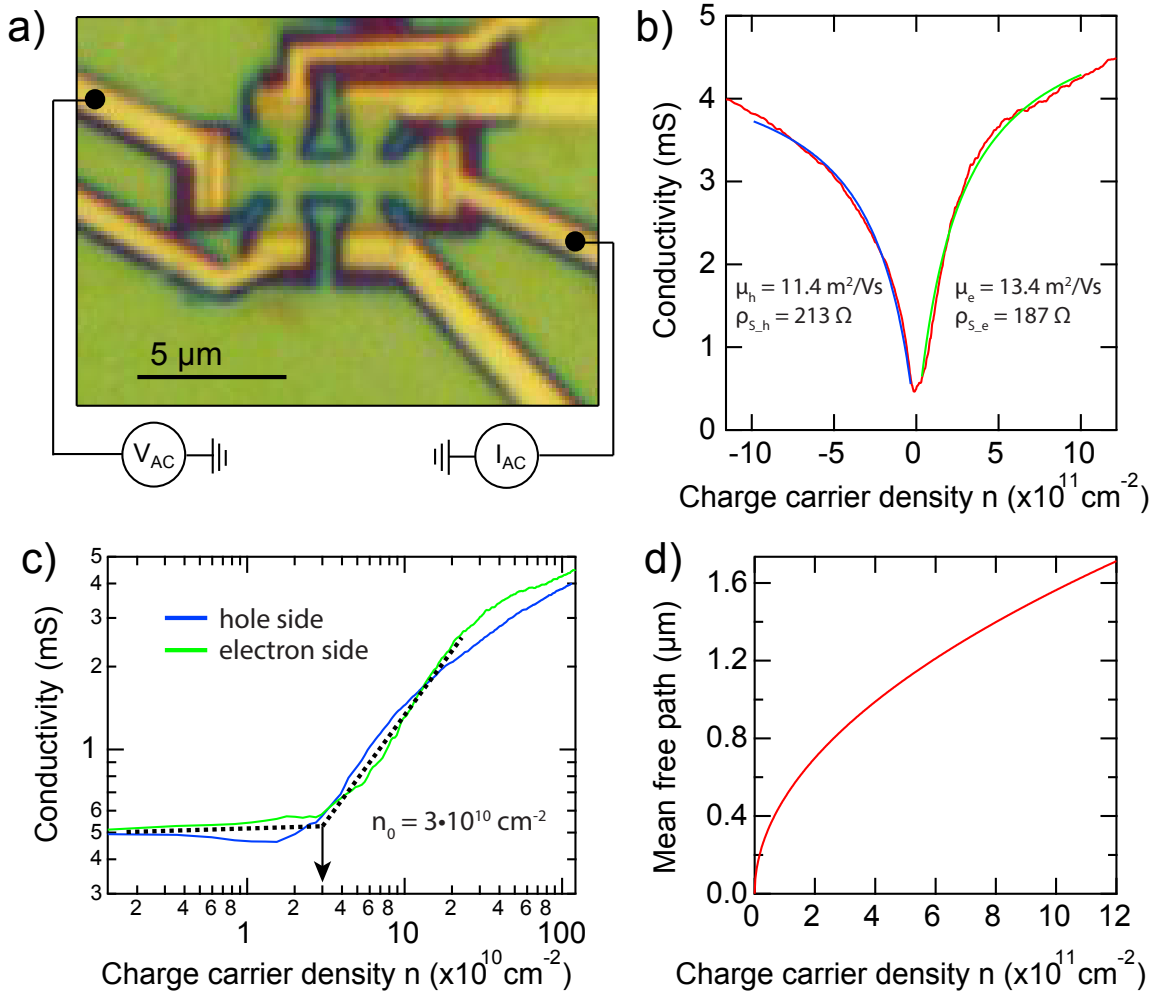 a)
5 µm
V_AC
I_AC
b)
5
4
3
2
1
0
Conductivity (mS)
µ_h = 11.4 m²/Vs
ρ_S_h = 213 Ω
µ_e = 13.4 m²/Vs
ρ_S_e = 187 Ω
-10 -5 0 5 10
Charge carrier density n (x10¹¹cm⁻²)
c)
5
4
3
2
1
6
5
4
3
Conductivity (mS)
hole side
electron side
n₀ = 3•10¹⁰ cm⁻²
2 4 6 8 2 4 6 8 2 4 6 8
1 10 100
Charge carrier density n (x10¹⁰cm⁻²)
d)
1.6
1.2
0.8
0.4
0.0
Mean free path (µm)
0 2 4 6 8 10 12
Charge carrier density n (x10¹¹cm⁻²)